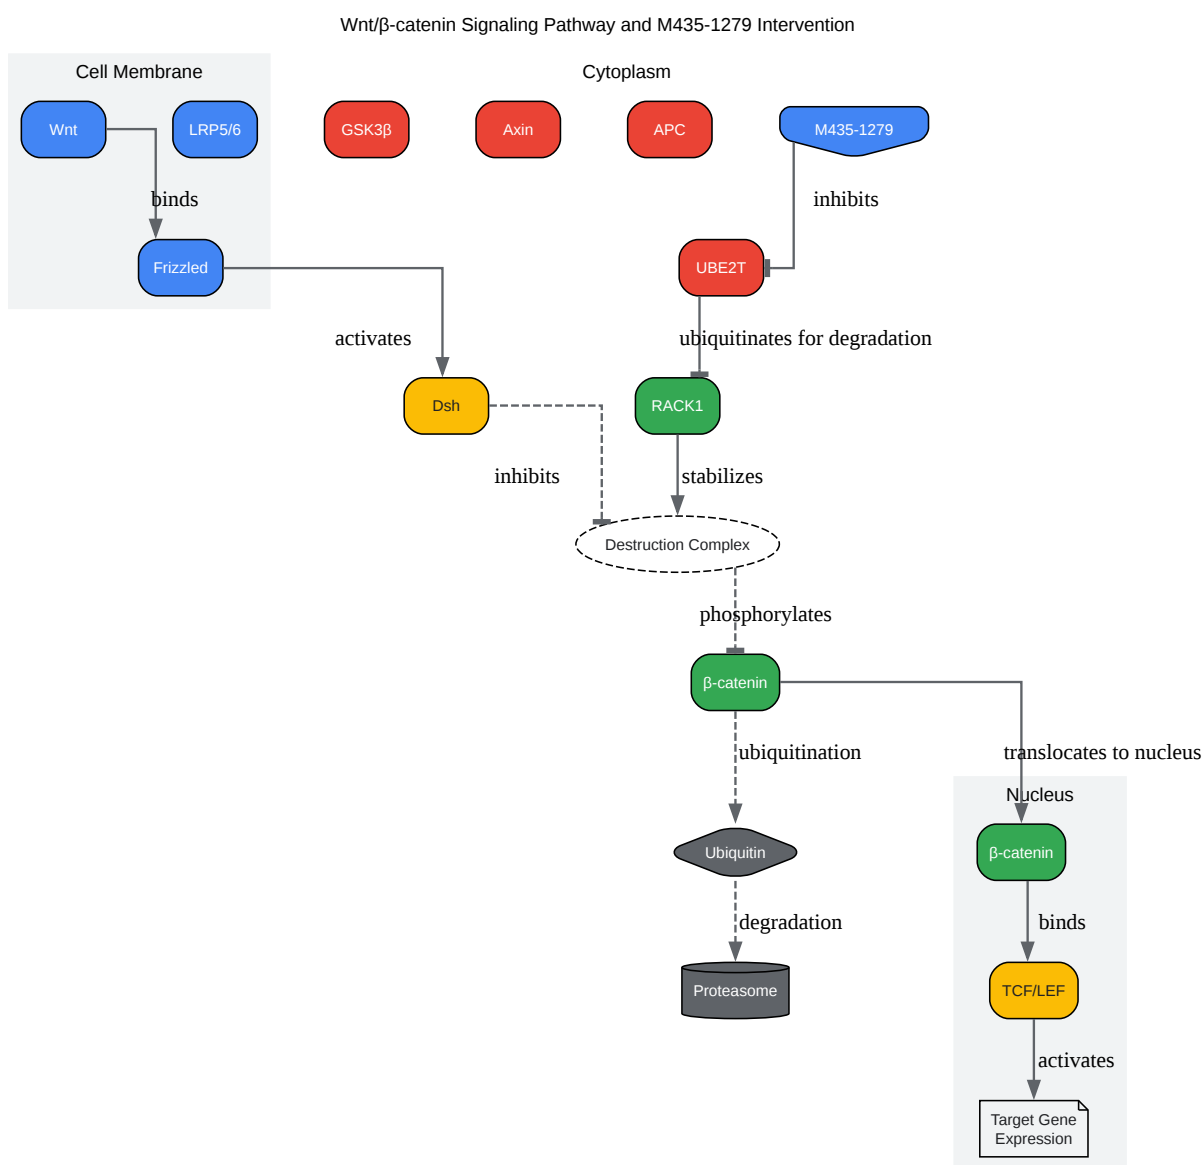 Wnt/β-catenin Signaling Pathway and M435-1279 Intervention
Cell Membrane
Cytoplasm
Wnt
LRP5/6
GSK3β
Axin
APC
M435-1279
binds
inhibits
Frizzled
UBE2T
activates
ubiquitinates for degradation
Dsh
RACK1
inhibits
stabilizes
Destruction Complex
phosphorylates
β-catenin
ubiquitination
translocates to nucleus
Nucleus
Ubiquitin
β-catenin
degradation
binds
Proteasome
TCF/LEF
activates
Target Gene
Expression